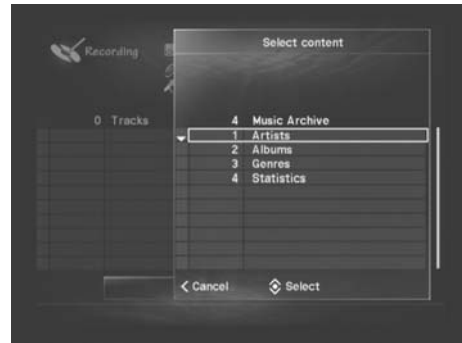 Select content
Recording
0 Tracks
4 Music Archive
1 Artists
2 Albums
3 Genres
4 Statistics
Cancel
Select